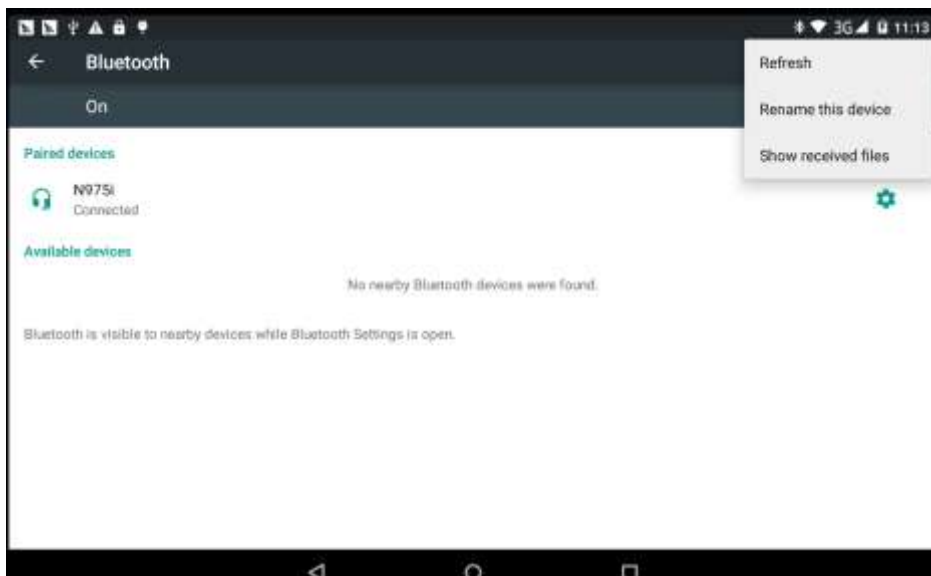 3G 11:13
Bluetooth
On
Refresh
Rename this device
Show received files
Paired devices
N975i
Connected
Available devices
No nearby Bluetooth devices were found.
Bluetooth is visible to nearby devices while Bluetooth Settings is open.